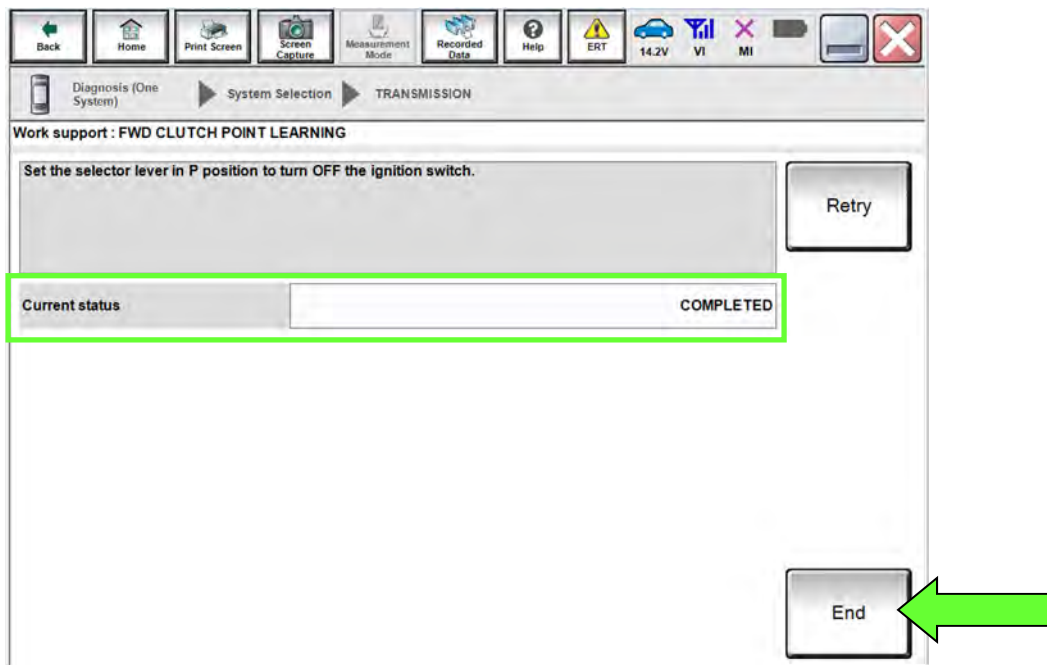 Back
Home
Print Screen
Screen
Capture
Measurement
Mode
Recorded
Data
Help
ERT
14.2V
VI
MI
Diagnosis (One
System)
System Selection
TRANSMISSION
Work support : FWD CLUTCH POINT LEARNING
Set the selector lever in P position to turn OFF the ignition switch.
Retry
Current status
COMPLETED
End